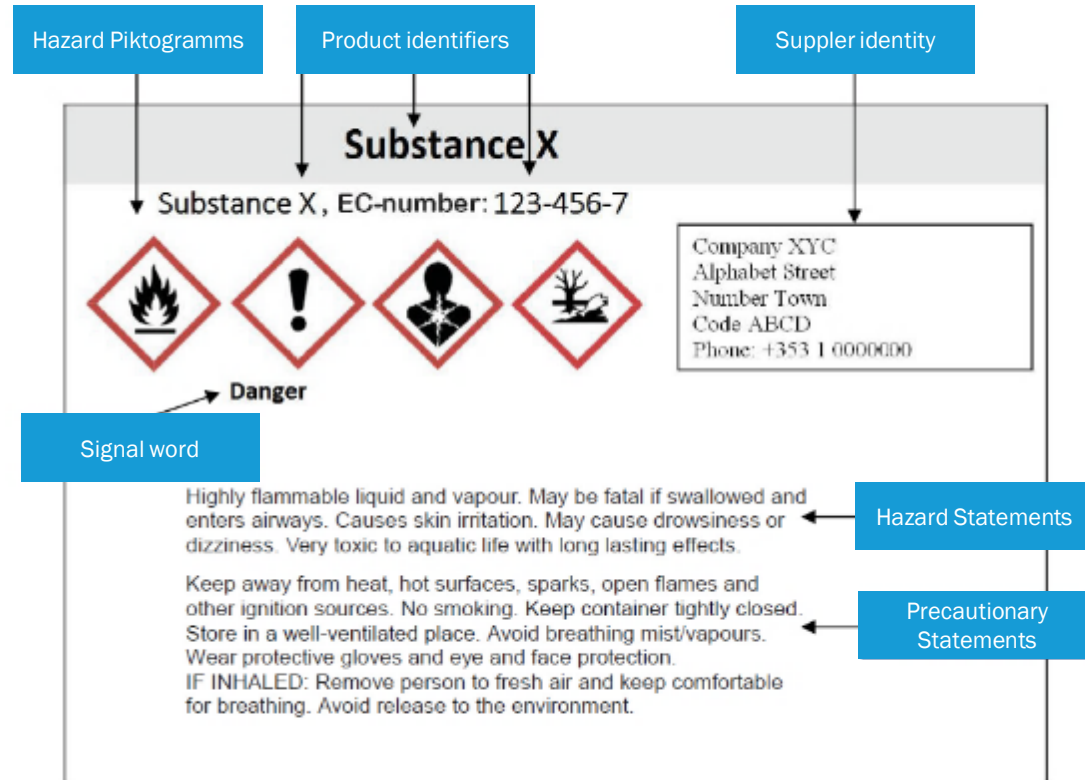 Hazard Piktogramms
Product identifiers
Suppler identity
Substance X
Substance X, EC-number: 123-456-7
Company XYC
Alphabet Street
Number Town
Code ABCD
Phone: +353 1 0000000
Danger
Signal word
Highly flammable liquid and vapour. May be fatal if swallowed and
enters airways. Causes skin irritation. May cause drowsiness or
dizziness. Very toxic to aquatic life with long lasting effects.
Hazard Statements
Keep away from heat, hot surfaces, sparks, open flames and
other ignition sources. No smoking. Keep container tightly closed.
Store in a well-ventilated place. Avoid breathing mist/vapours.
Wear protective gloves and eye and face protection.
IF INHALED: Remove person to fresh air and keep comfortable
for breathing. Avoid release to the environment.
Precautionary
Statements